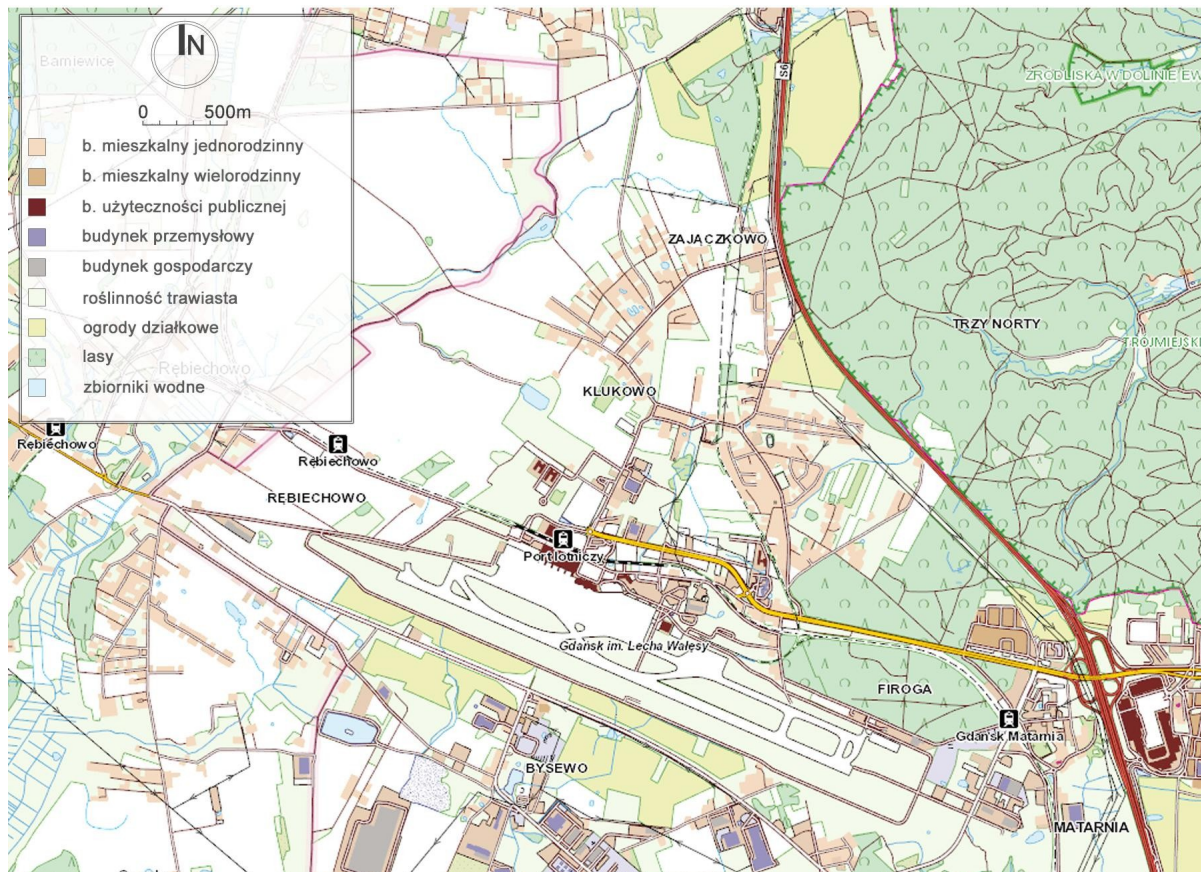 N
Barniewice
0 500m
b. mieszkalny jednorodzinny
b. mieszkalny wielorodzinny
b. użyteczności publicznej
budynek przemysłowy
budynek gospodarczy
roślinność trawiasta
ogrody działkowe
lasy
zbiorniki wodne
Rębiechowo
S6
ŹRÓDLISKA W DOLINIE EW
ZAJĄCZKOWO
TRZY NORTY
TRÓJMIEJSKI
KLUKOWO
Rębiechowo
Rębiechowo
RĘBIECHOWO
Port lotniczy
Gdańsk im. Lecha Wałęsy
FIROGA
Gdańsk Matarnia
BYSEWO
MATARNIA